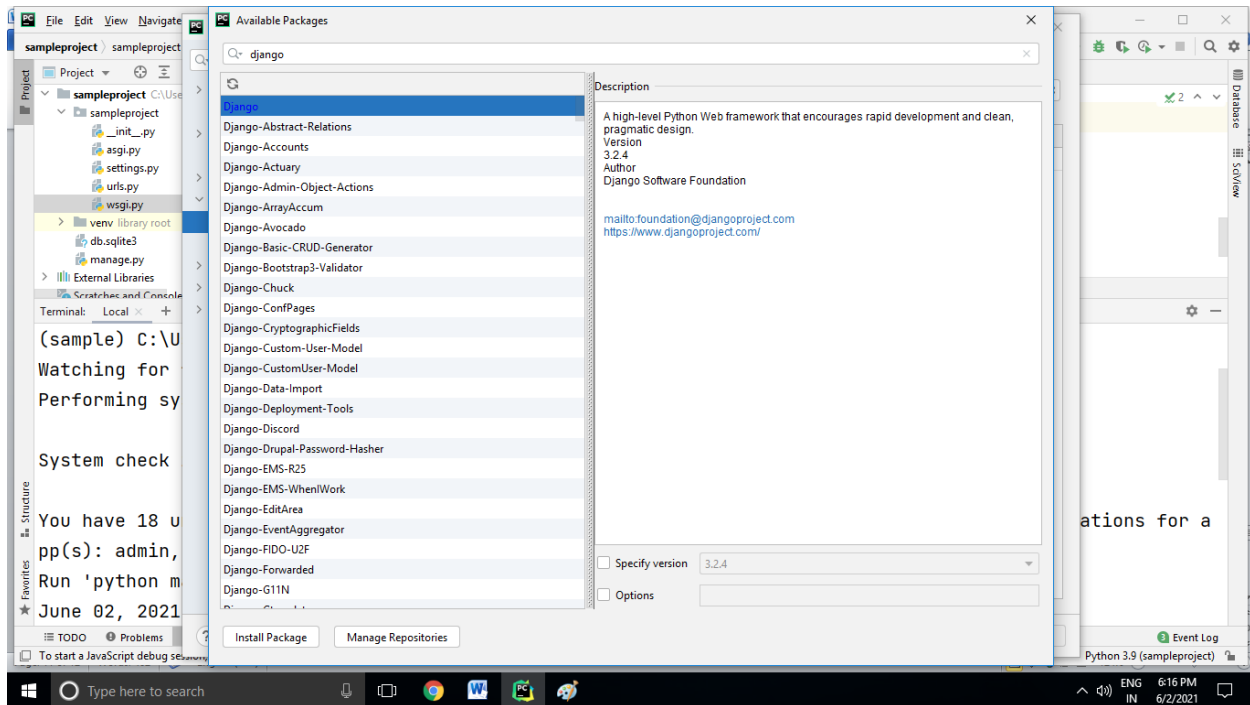 File Edit View Navigate
Available Packages
sampleproject sampleproject
django
Project
sampleproject C:\Use
sampleproject
__init__.py
asgi.py
settings.py
urls.py
wsgi.py
venv library root
db.sqlite3
manage.py
External Libraries
Scratches and Console
Project
Structure
Favorites
Terminal: Local
(sample) C:\U
Watching for
Performing sy
System check
You have 18 u
pp(s): admin,
Run 'python m
June 02, 2021
Django
Django-Abstract-Relations
Django-Accounts
Django-Actuary
Django-Admin-Object-Actions
Django-ArrayAccum
Django-Avocado
Django-Basic-CRUD-Generator
Django-Bootstrap3-Validator
Django-Chuck
Django-ConfPages
Django-CryptographicFields
Django-Custom-User-Model
Django-CustomUser-Model
Django-Data-Import
Django-Deployment-Tools
Django-Discord
Django-Drupal-Password-Hasher
Django-EMS-R25
Django-EMS-WhenIWork
Django-EditArea
Django-EventAggregator
Django-FIDO-U2F
Django-Forwarded
Django-G11N
Description
A high-level Python Web framework that encourages rapid development and clean,
pragmatic design.
Version
3.2.4
Author
Django Software Foundation
mailto:foundation@djangoproject.com
https://www.djangoproject.com/
Specify version 3.2.4
Options
Install Package Manage Repositories
2
Database
SciView
ations for a
TODO Problems ? 3 Event Log
To start a JavaScript debug session, Python 3.9 (sampleproject)
Type here to search
ENG
IN
6:16 PM
6/2/2021